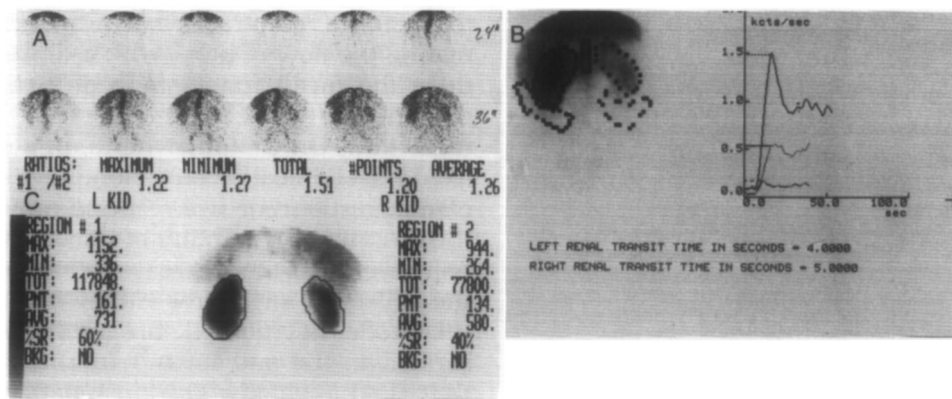 A
24"
36"
RATIOS: MAXIMUM MINIMUM TOTAL #POINTS AVERAGE
#1 /#2 1.22 1.27 1.51 1.20 1.26
C L KID R KID
REGION # 1
MAX: 1152.
MIN: 336.
TOT: 117848.
PNT: 161.
AVG: 731.
%SR: 60%
BKG: NO
REGION # 2
MAX: 944.
MIN: 264.
TOT: 77800.
PNT: 134.
AVG: 580.
%SR: 40%
BKG: NO
B
kcts/sec
1.5
1.0
0.5
0.0
0.0 50.0 100.0
sec
LEFT RENAL TRANSIT TIME IN SECONDS = 4.0000
RIGHT RENAL TRANSIT TIME IN SECONDS = 5.0000